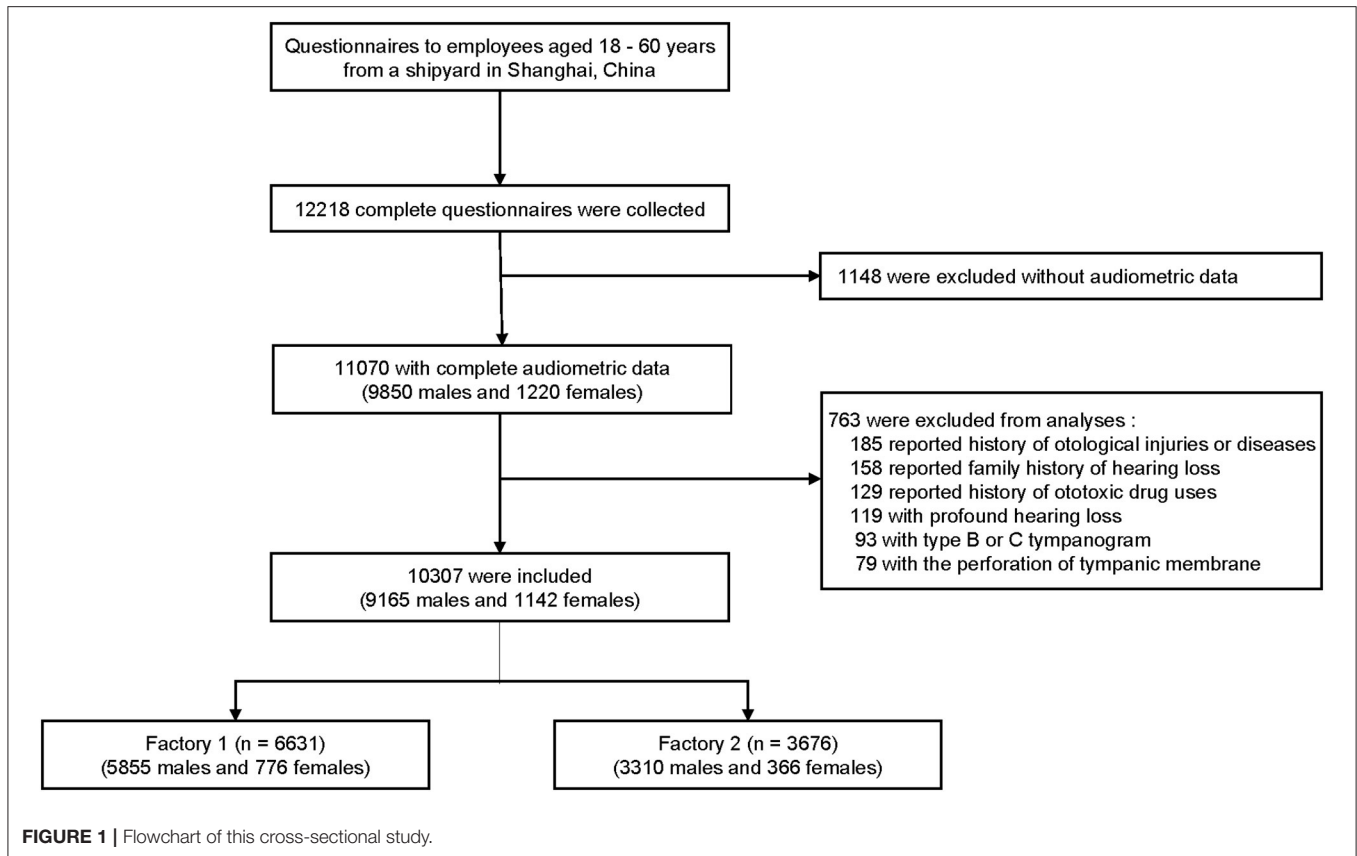 Questionnaires to employees aged 18 - 60 years
from a shipyard in Shanghai, China
12218 complete questionnaires were collected
1148 were excluded without audiometric data
11070 with complete audiometric data
(9850 males and 1220 females)
763 were excluded from analyses :
185 reported history of otological injuries or diseases
158 reported family history of hearing loss
129 reported history of ototoxic drug uses
119 with profound hearing loss
93 with type B or C tympanogram
79 with the perforation of tympanic membrane
10307 were included
(9165 males and 1142 females)
Factory 1 (n = 6631)
(5855 males and 776 females)
Factory 2 (n = 3676)
(3310 males and 366 females)
FIGURE 1 | Flowchart of this cross-sectional study.